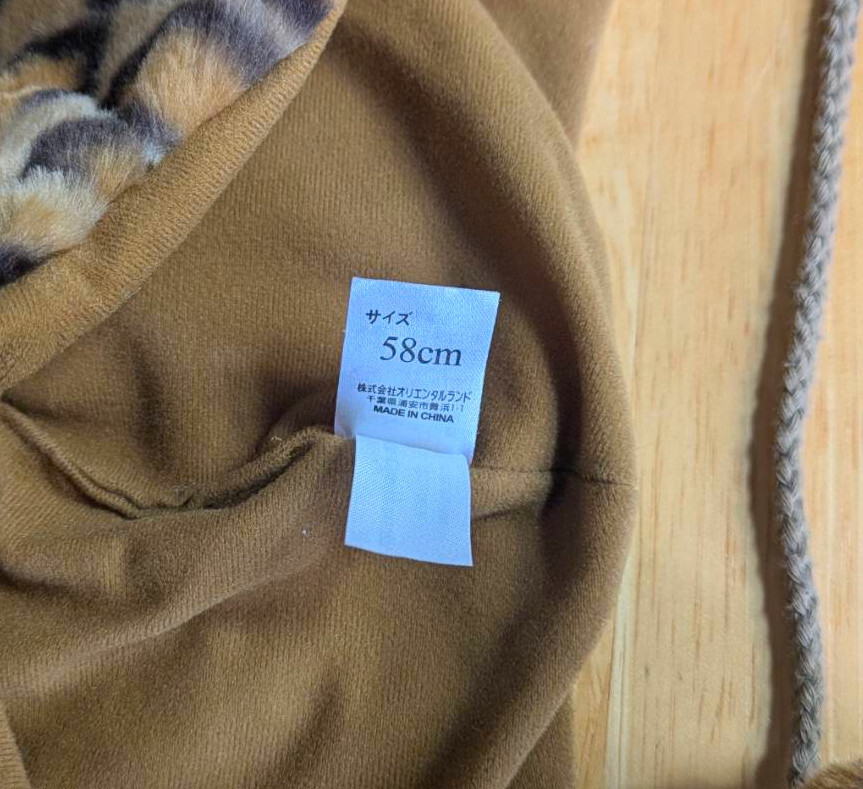 サイズ
58cm
株式会社オリエンタルランド
千葉県浦安市舞浜1-1
MADE IN CHINA